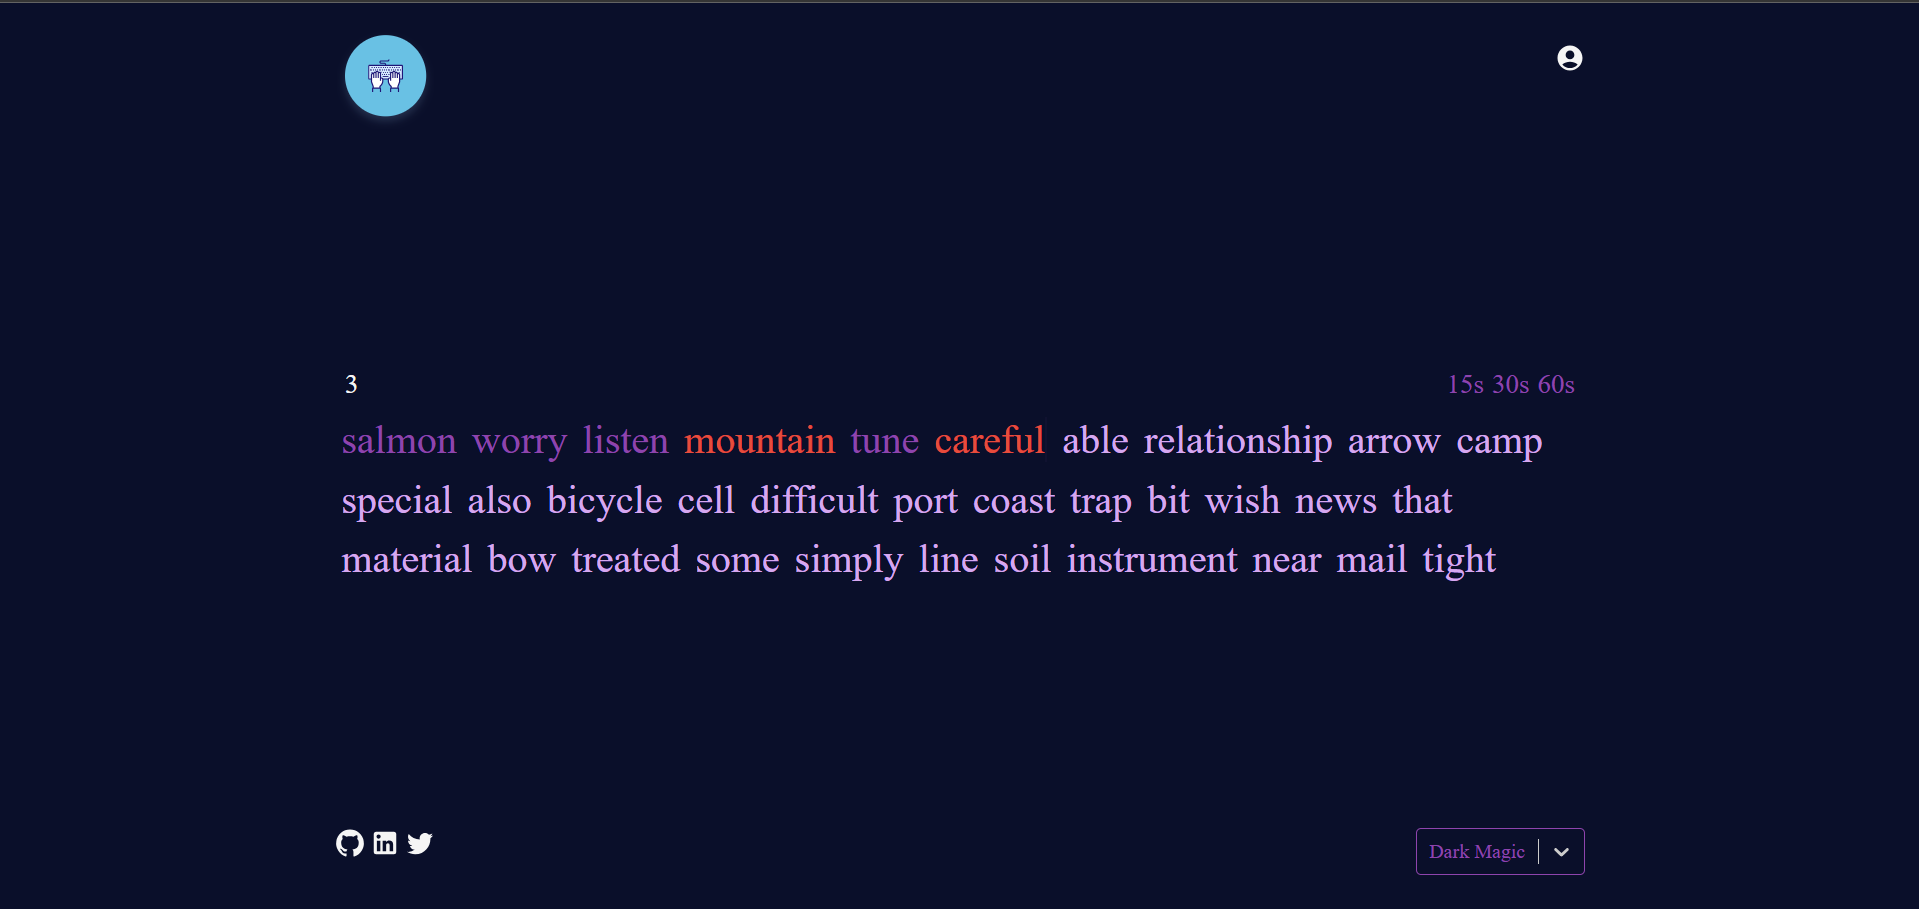 3
15s 30s 60s
salmon worry listen mountain tune careful able relationship arrow camp
special also bicycle cell difficult port coast trap bit wish news that
material bow treated some simply line soil instrument near mail tight
Dark Magic